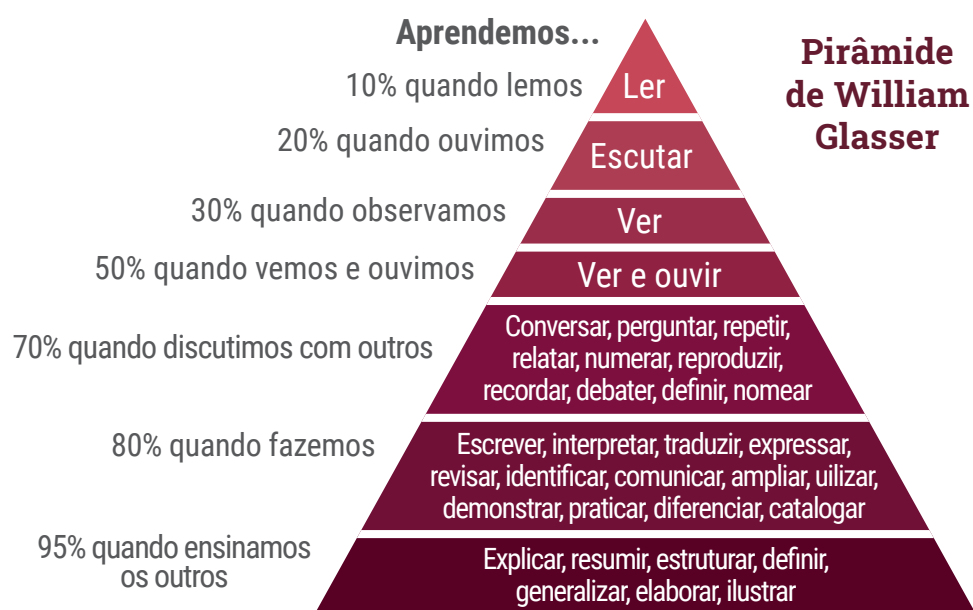 Aprendemos...
Pirâmide
de William
Glasser
10% quando lemos
Ler
20% quando ouvimos
Escutar
30% quando observamos
Ver
50% quando vemos e ouvimos
Ver e ouvir
70% quando discutimos com outros
Conversar, perguntar, repetir,
relatar, numerar, reproduzir,
recordar, debater, definir, nomear
80% quando fazemos
Escrever, interpretar, traduzir, expressar,
revisar, identificar, comunicar, ampliar, uilizar,
demonstrar, praticar, diferenciar, catalogar
95% quando ensinamos
os outros
Explicar, resumir, estruturar, definir,
generalizar, elaborar, ilustrar